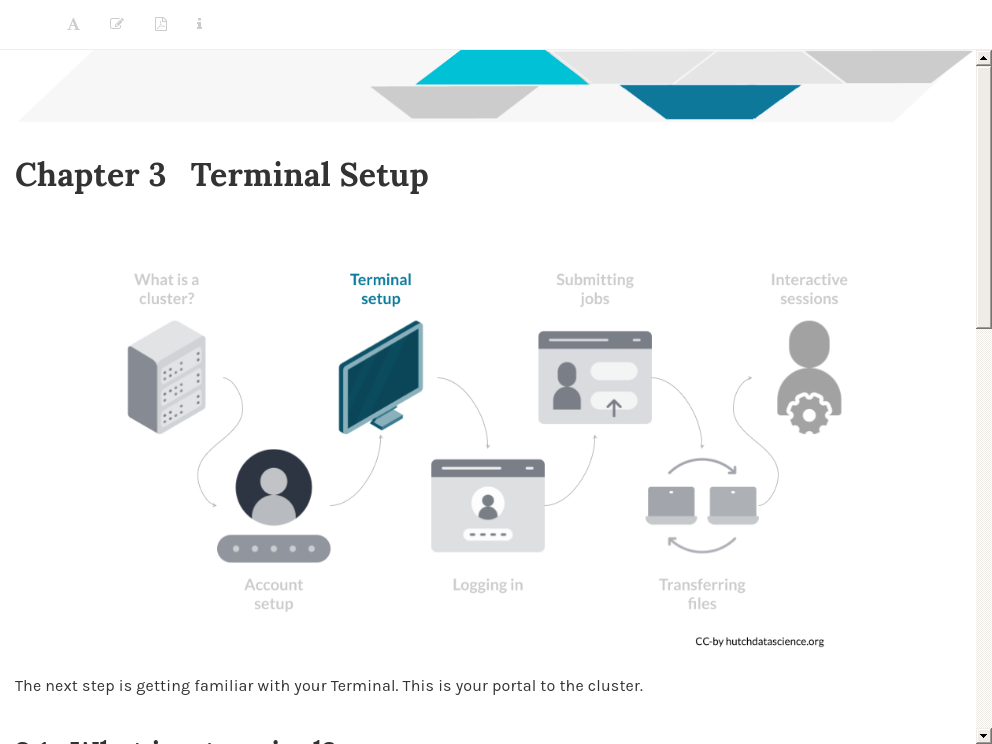 A
Chapter 3 Terminal Setup
What is a cluster?
Terminal setup
Submitting jobs
Interactive sessions
Account setup
Logging in
Transferring files
CC-by hutchdatascience.org
The next step is getting familiar with your Terminal. This is your portal to the cluster.